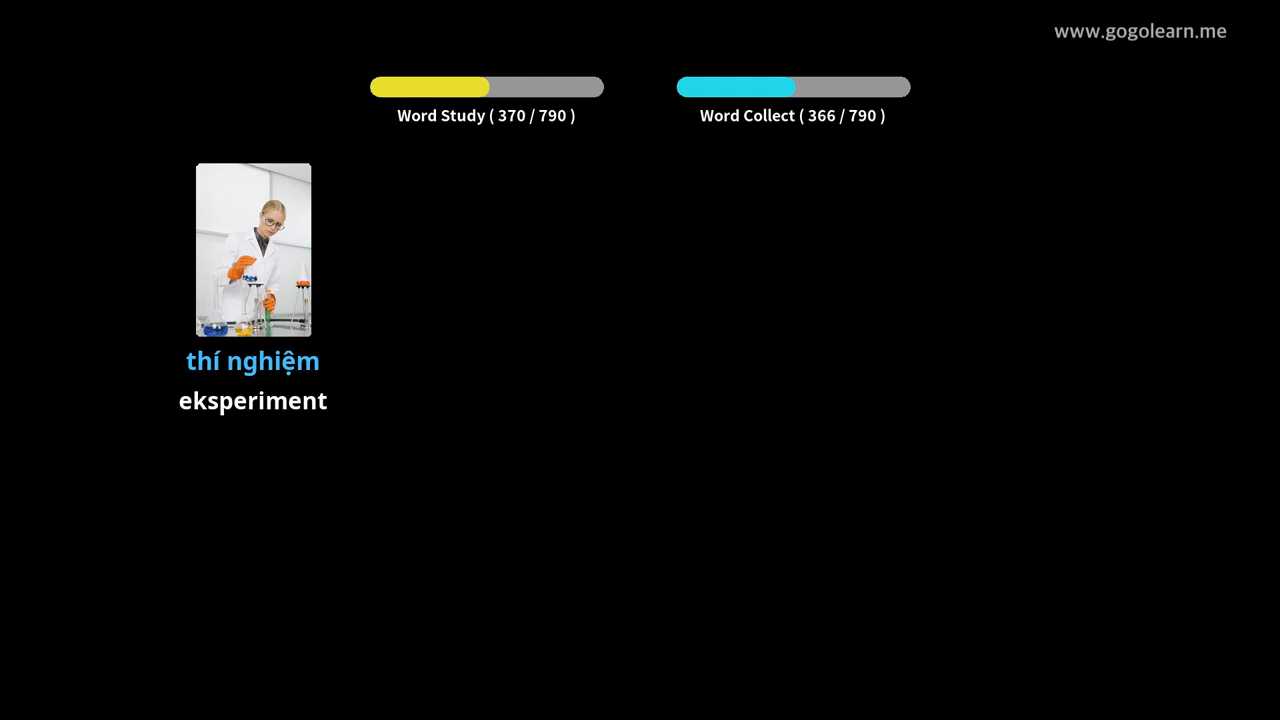 www.gogolearn.me
Word Study ( 370 / 790 )
Word Collect ( 366 / 790 )
thí nghiệm
eksperiment